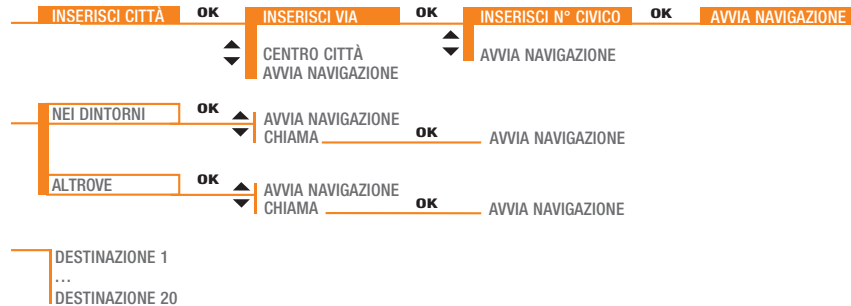 INSERISCI CITTÀ OK INSERISCI VIA OK INSERISCI N° CIVICO OK AVVIA NAVIGAZIONE
CENTRO CITTÀ AVVIA NAVIGAZIONE
AVVIA NAVIGAZIONE
NEI DINTORNI OK AVVIA NAVIGAZIONE
CHIAMA OK AVVIA NAVIGAZIONE
ALTROVE OK AVVIA NAVIGAZIONE
CHIAMA OK AVVIA NAVIGAZIONE
DESTINAZIONE 1
...
DESTINAZIONE 20